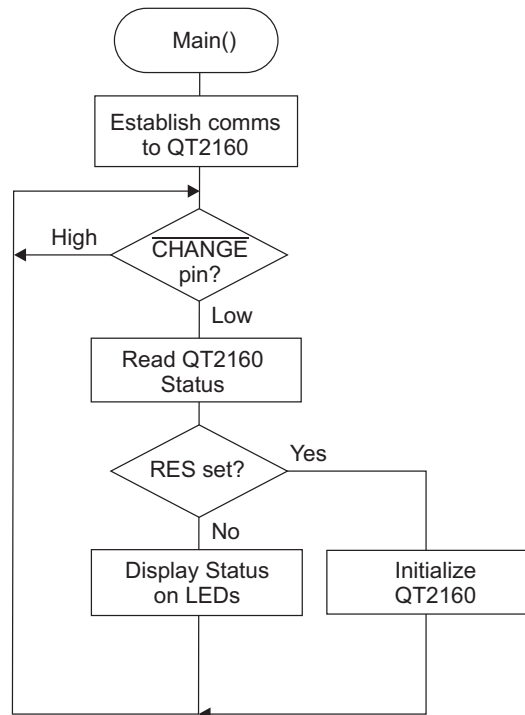 Main()
Establish comms
to QT2160
High
CHANGE
pin?
Low
Read QT2160
Status
RES set?
Yes
No
Display Status
on LEDs
Initialize
QT2160